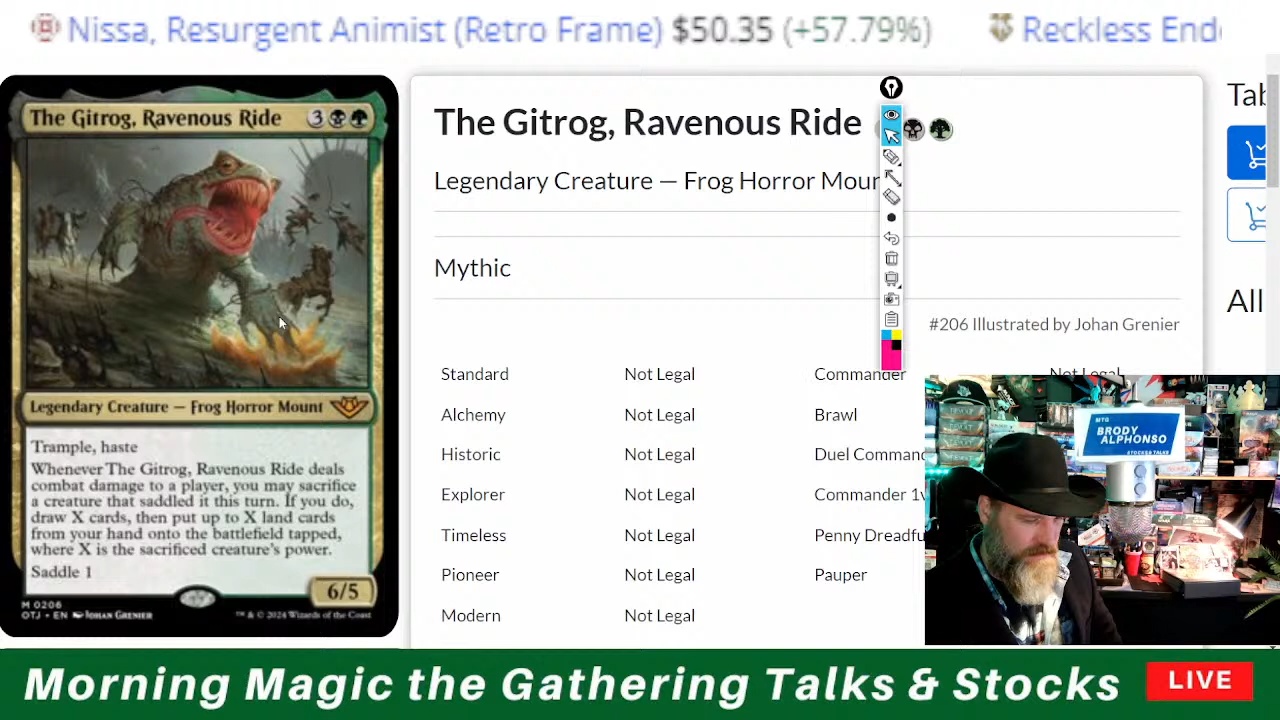 Nissa, Resurgent Animist (Retro Frame) $50.35 (+57.79%) Reckless End
The Gitrog, Ravenous Ride 3
Legendary Creature — Frog Horror Mount
Trample, haste
Whenever The Gitrog, Ravenous Ride deals
combat damage to a player, you may sacrifice
a creature that saddled it this turn. If you do,
draw X cards, then put up to X land cards
from your hand onto the battlefield tapped,
where X is the sacrificed creature's power.
Saddle 1
6/5
M 0206
OTJ • EN JOHAN GRENIER
™ & © 2024 Wizards of the Coast
The Gitrog, Ravenous Ride
Legendary Creature — Frog Horror Moun
Mythic
#206 Illustrated by Johan Grenier
Standard Not Legal Commander Not Legal
Alchemy Not Legal Brawl
Historic Not Legal Duel Command
Explorer Not Legal Commander 1v
Timeless Not Legal Penny Dreadfu
Pioneer Not Legal Pauper
Modern Not Legal
Tab
All
MTG
BRODY
ALPHONSO
STOCKS & TALKS
Morning Magic the Gathering Talks & Stocks LIVE